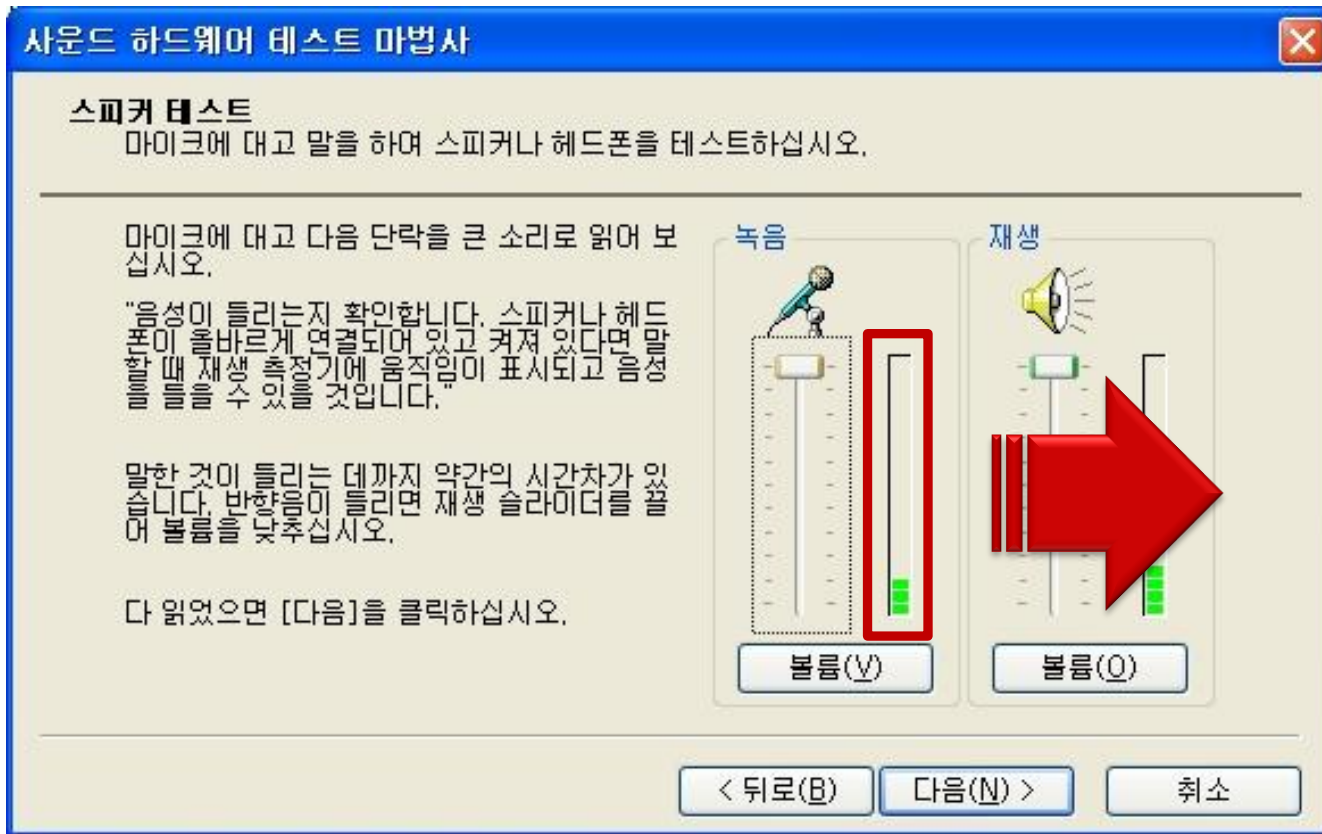 사운드 하드웨어 테스트 마법사
스피커 테스트
마이크에 대고 말을 하여 스피커나 헤드폰을 테스트하십시오.
마이크에 대고 다음 단락을 큰 소리로 읽어 보
십시오.
"음성이 들리는지 확인합니다. 스피커나 헤드
폰이 올바르게 연결되어 있고 켜져 있다면 말
할 때 재생 측정기에 움직임이 표시되고 음성
을 들을 수 있을 것입니다."
말한 것이 들리는 데까지 약간의 시간차가 있
습니다. 반향음이 들리면 재생 슬라이더를 끌
어 볼륨을 낮추십시오.
다 읽었으면 [다음]을 클릭하십시오.
녹음
재생
볼륨(V)
볼륨(O)
< 뒤로(B)
다음(N) >
취소